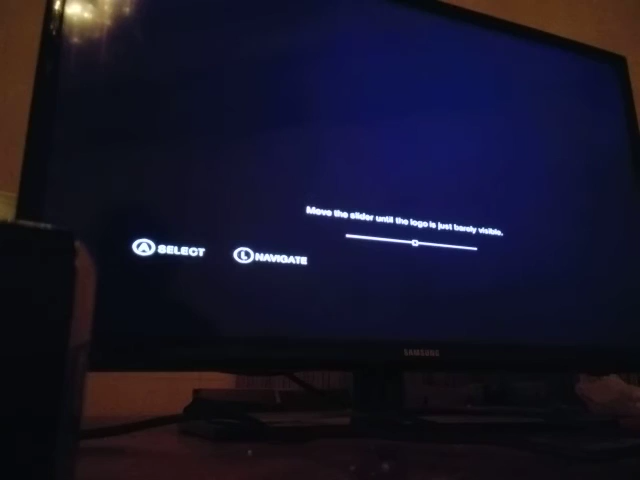 Move the slider until the logo is just barely visible.
A SELECT
L NAVIGATE
SAMSUNG